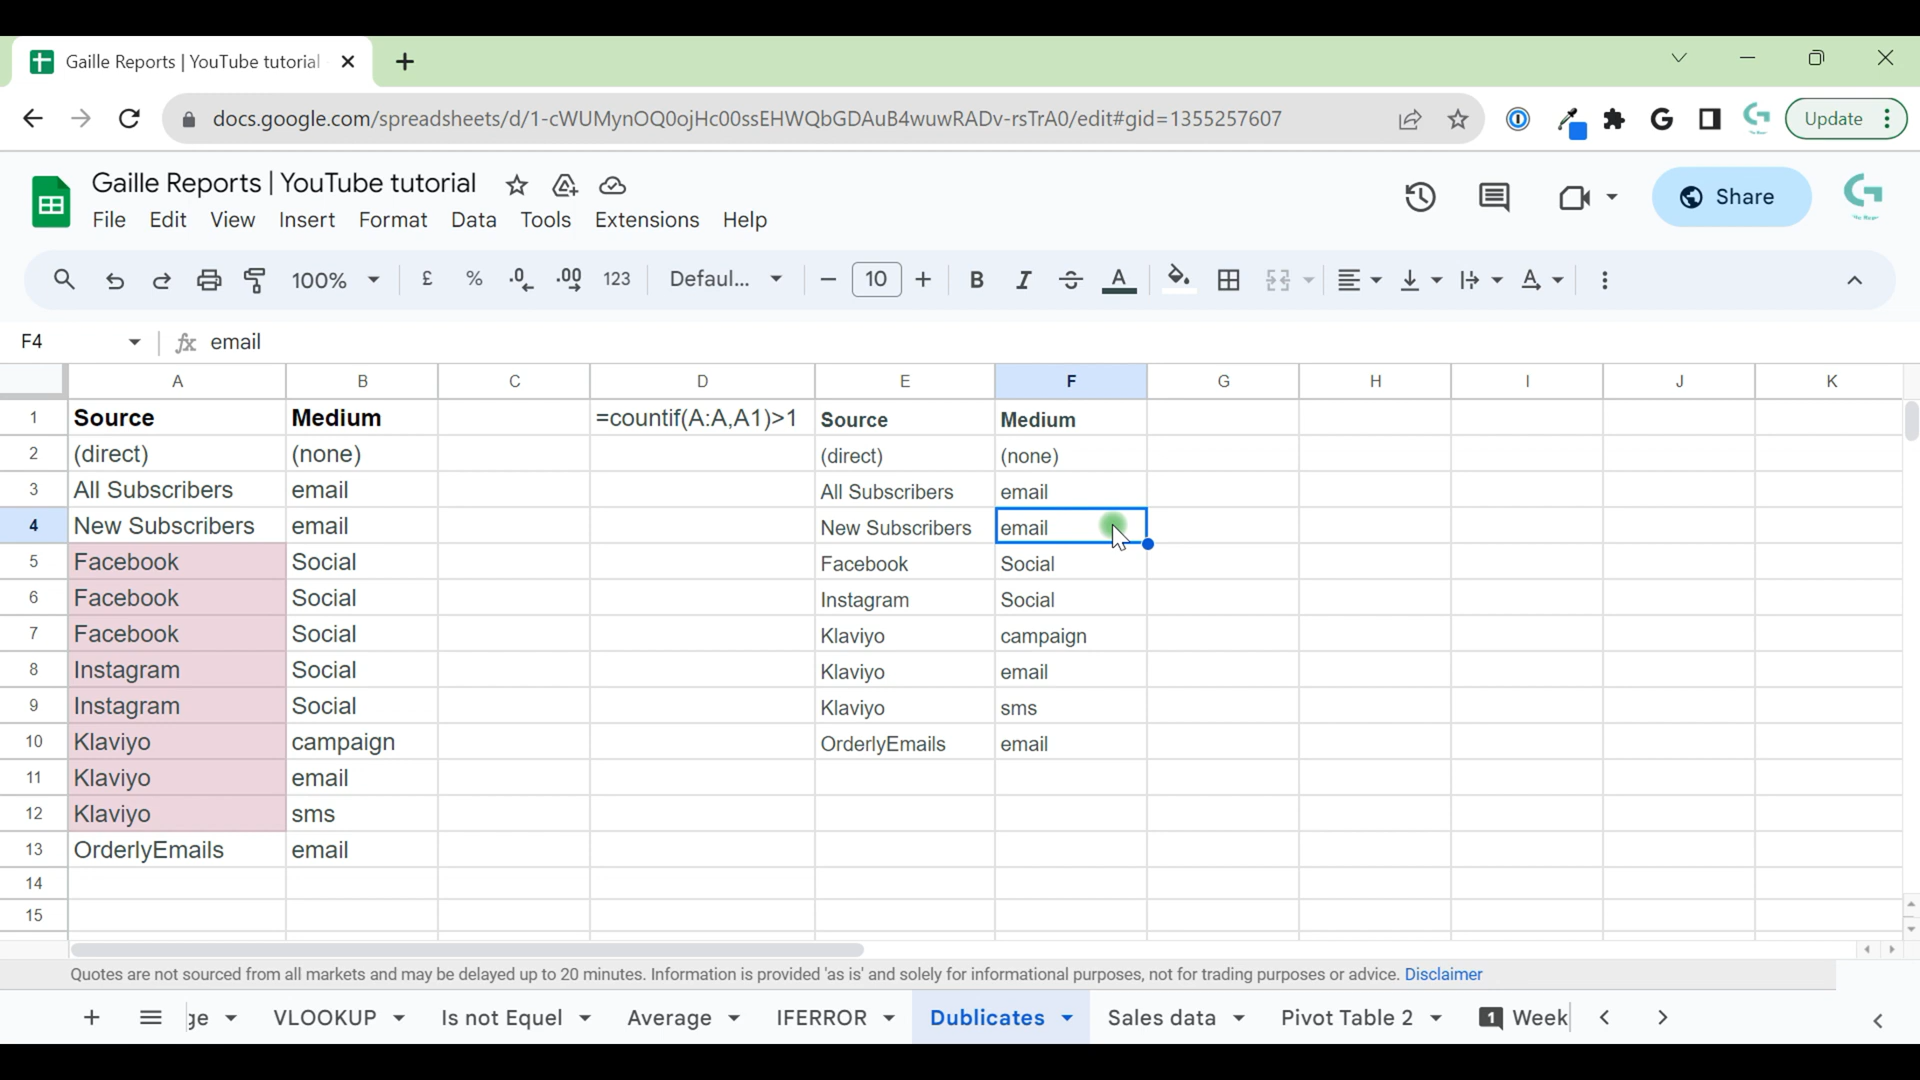 Gaille Reports | YouTube tutorial
docs.google.com/spreadsheets/d/1-cWUMynOQ0ojHc00ssEHWQbGDAuB4wuwRADv-rsTrA0/edit#gid=1355257607
Update
Gaille Reports | YouTube tutorial
File Edit View Insert Format Data Tools Extensions Help
Share
100% £ % .0 .00 123 Defaul... 10 B I S A
F4 fx email
A B C D E F G H I J K
1 Source Medium =countif(A:A,A1)>1 Source Medium
2 (direct) (none) (direct) (none)
3 All Subscribers email All Subscribers email
4 New Subscribers email New Subscribers email
5 Facebook Social Facebook Social
6 Facebook Social Instagram Social
7 Facebook Social Klaviyo campaign
8 Instagram Social Klaviyo email
9 Instagram Social Klaviyo sms
10 Klaviyo campaign OrderlyEmails email
11 Klaviyo email
12 Klaviyo sms
13 OrderlyEmails email
14
15
Quotes are not sourced from all markets and may be delayed up to 20 minutes. Information is provided 'as is' and solely for informational purposes, not for trading purposes or advice. Disclaimer
ge VLOOKUP Is not Equel Average IFERROR Dublicates Sales data Pivot Table 2 1 Week